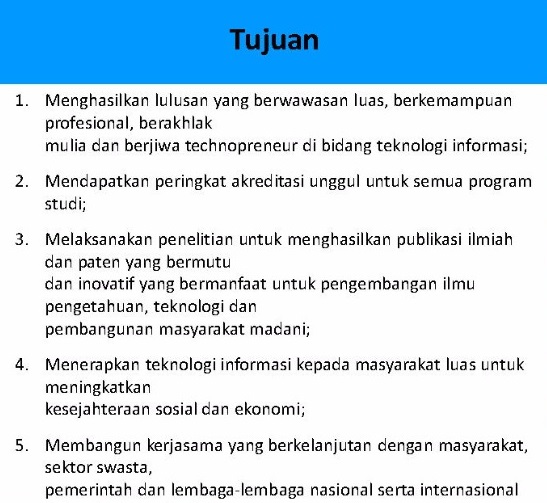 Tujuan
1. Menghasilkan lulusan yang berwawasan luas, berkemampuan
profesional, berakhlak
mulia dan berjiwa technopreneur di bidang teknologi informasi;
2. Mendapatkan peringkat akreditasi unggul untuk semua program
studi;
3. Melaksanakan penelitian untuk menghasilkan publikasi ilmiah
dan paten yang bermutu
dan inovatif yang bermanfaat untuk pengembangan ilmu
pengetahuan, teknologi dan
pembangunan masyarakat madani;
4. Menerapkan teknologi informasi kepada masyarakat luas untuk
meningkatkan
kesejahteraan sosial dan ekonomi;
5. Membangun kerjasama yang berkelanjutan dengan masyarakat,
sektor swasta,
pemerintah dan lembaga-lembaga nasional serta internasional